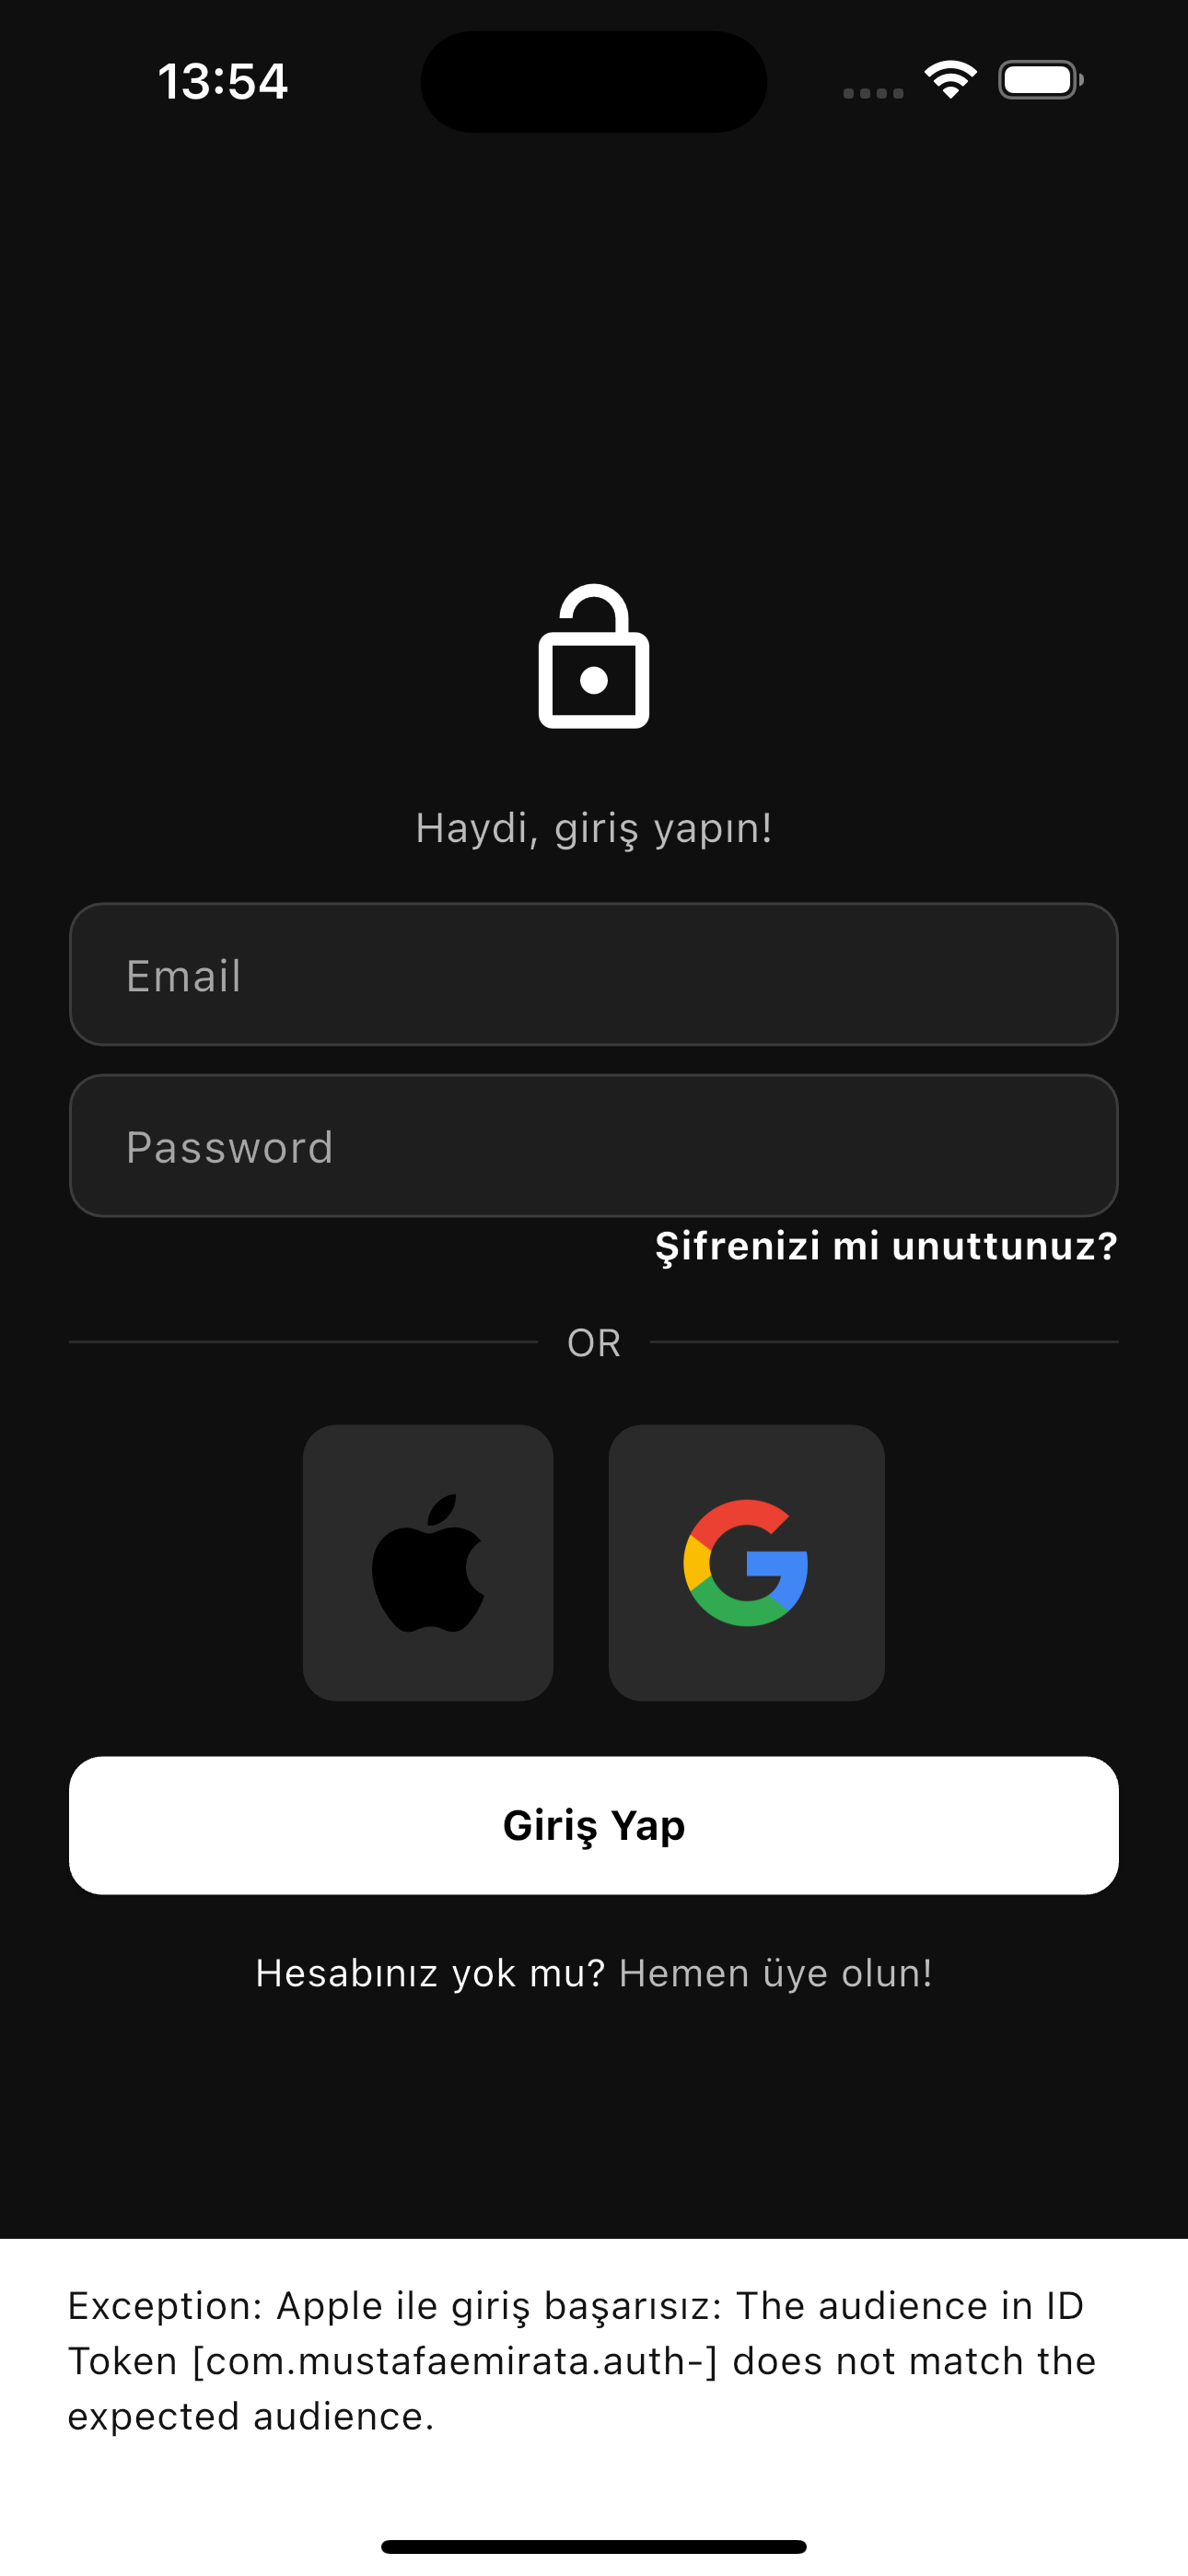 13:54
Haydi, giriş yapın!
Email
Password
Şifrenizi mi unuttunuz?
OR
Giriş Yap
Hesabınız yok mu? Hemen üye olun!
Exception: Apple ile giriş başarısız: The audience in ID
Token [com.mustafaemirata.auth-] does not match the
expected audience.